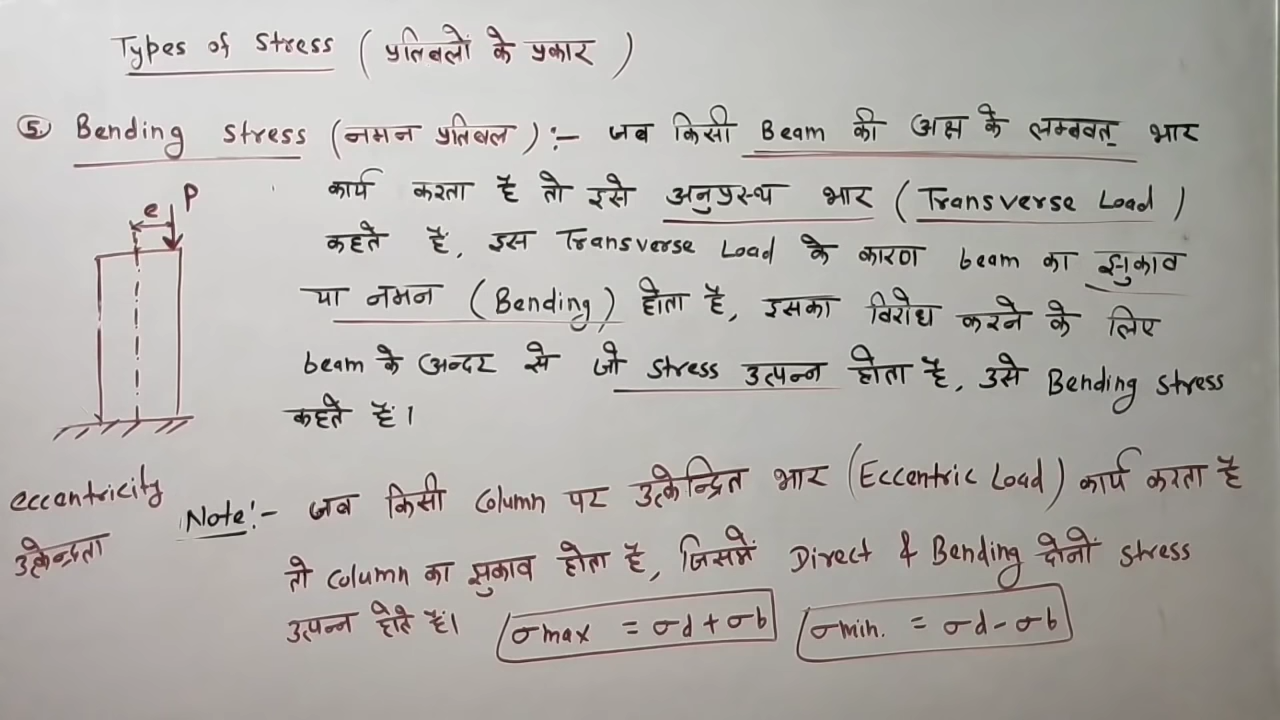 Types of Stress ( प्रतिबलों के प्रकार )
⑤ Bending Stress (नमन प्रतिबल ) :- जब किसी Beam की अक्ष के लम्बवत् भार
कार्य करता है तो इसे अनुप्रस्थ भार ( Transverse Load )
कहते हैं, इस Transverse Load के कारण beam का झुकाव
या नमन ( Bending ) होता है, इसका विरोध करने के लिए
beam के अन्दर से जो stress उत्पन्न होता है, उसे Bending stress
कहते हैं।
e P
eccentricity
उत्केन्द्रता
Note:- जब किसी Column पर उत्केन्द्रित भार (Eccentric Load) कार्य करता है
तो Column का झुकाव होता है, जिसमें Direct & Bending दोनों stress
उत्पन्न होते हैं। σmax = σd + σb σmin. = σd - σb